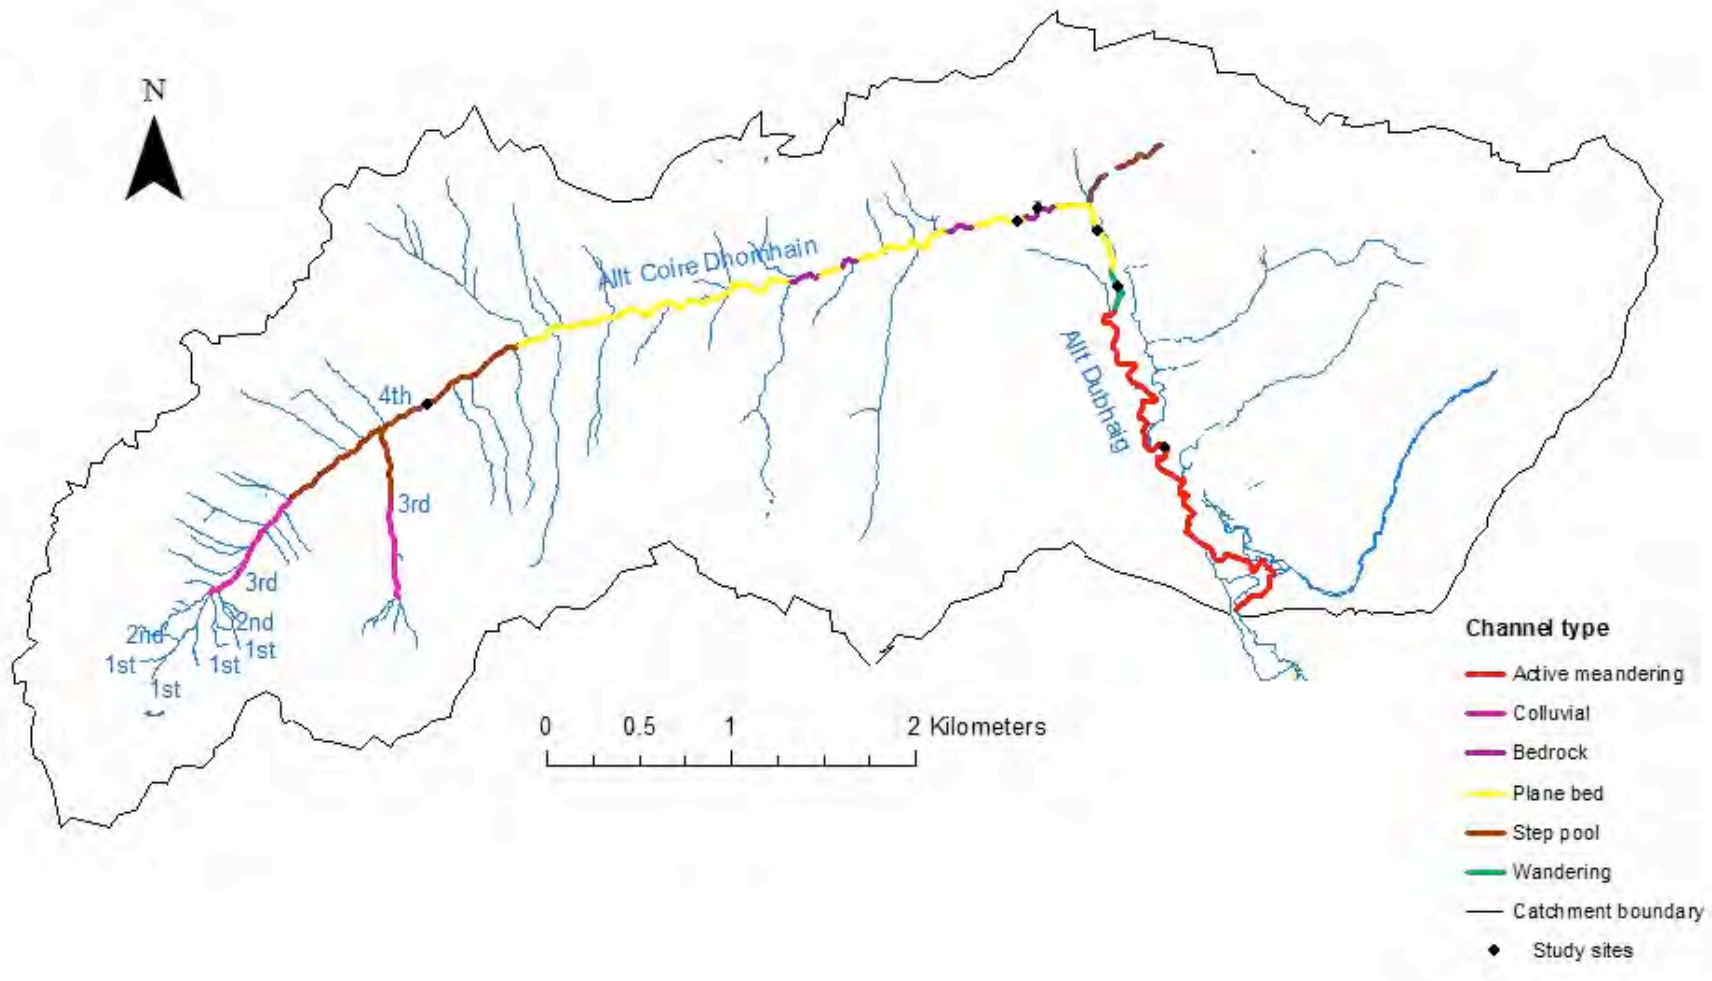 N
Allt Coire Dhomhain
4th
Allt Dubhaig
3rd
3rd
2nd
2nd
1st
1st
1st
1st
0 0.5 1 2 Kilometers
Channel type
Active meandering
Colluvial
Bedrock
Plane bed
Step pool
Wandering
Catchment boundary
Study sites